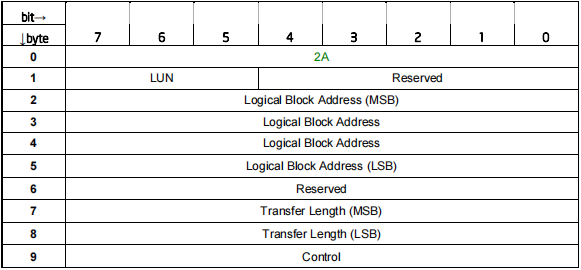 bit→
↓byte 7 6 5 4 3 2 1 0
0 2A
1 LUN Reserved
2 Logical Block Address (MSB)
3 Logical Block Address
4 Logical Block Address
5 Logical Block Address (LSB)
6 Reserved
7 Transfer Length (MSB)
8 Transfer Length (LSB)
9 Control